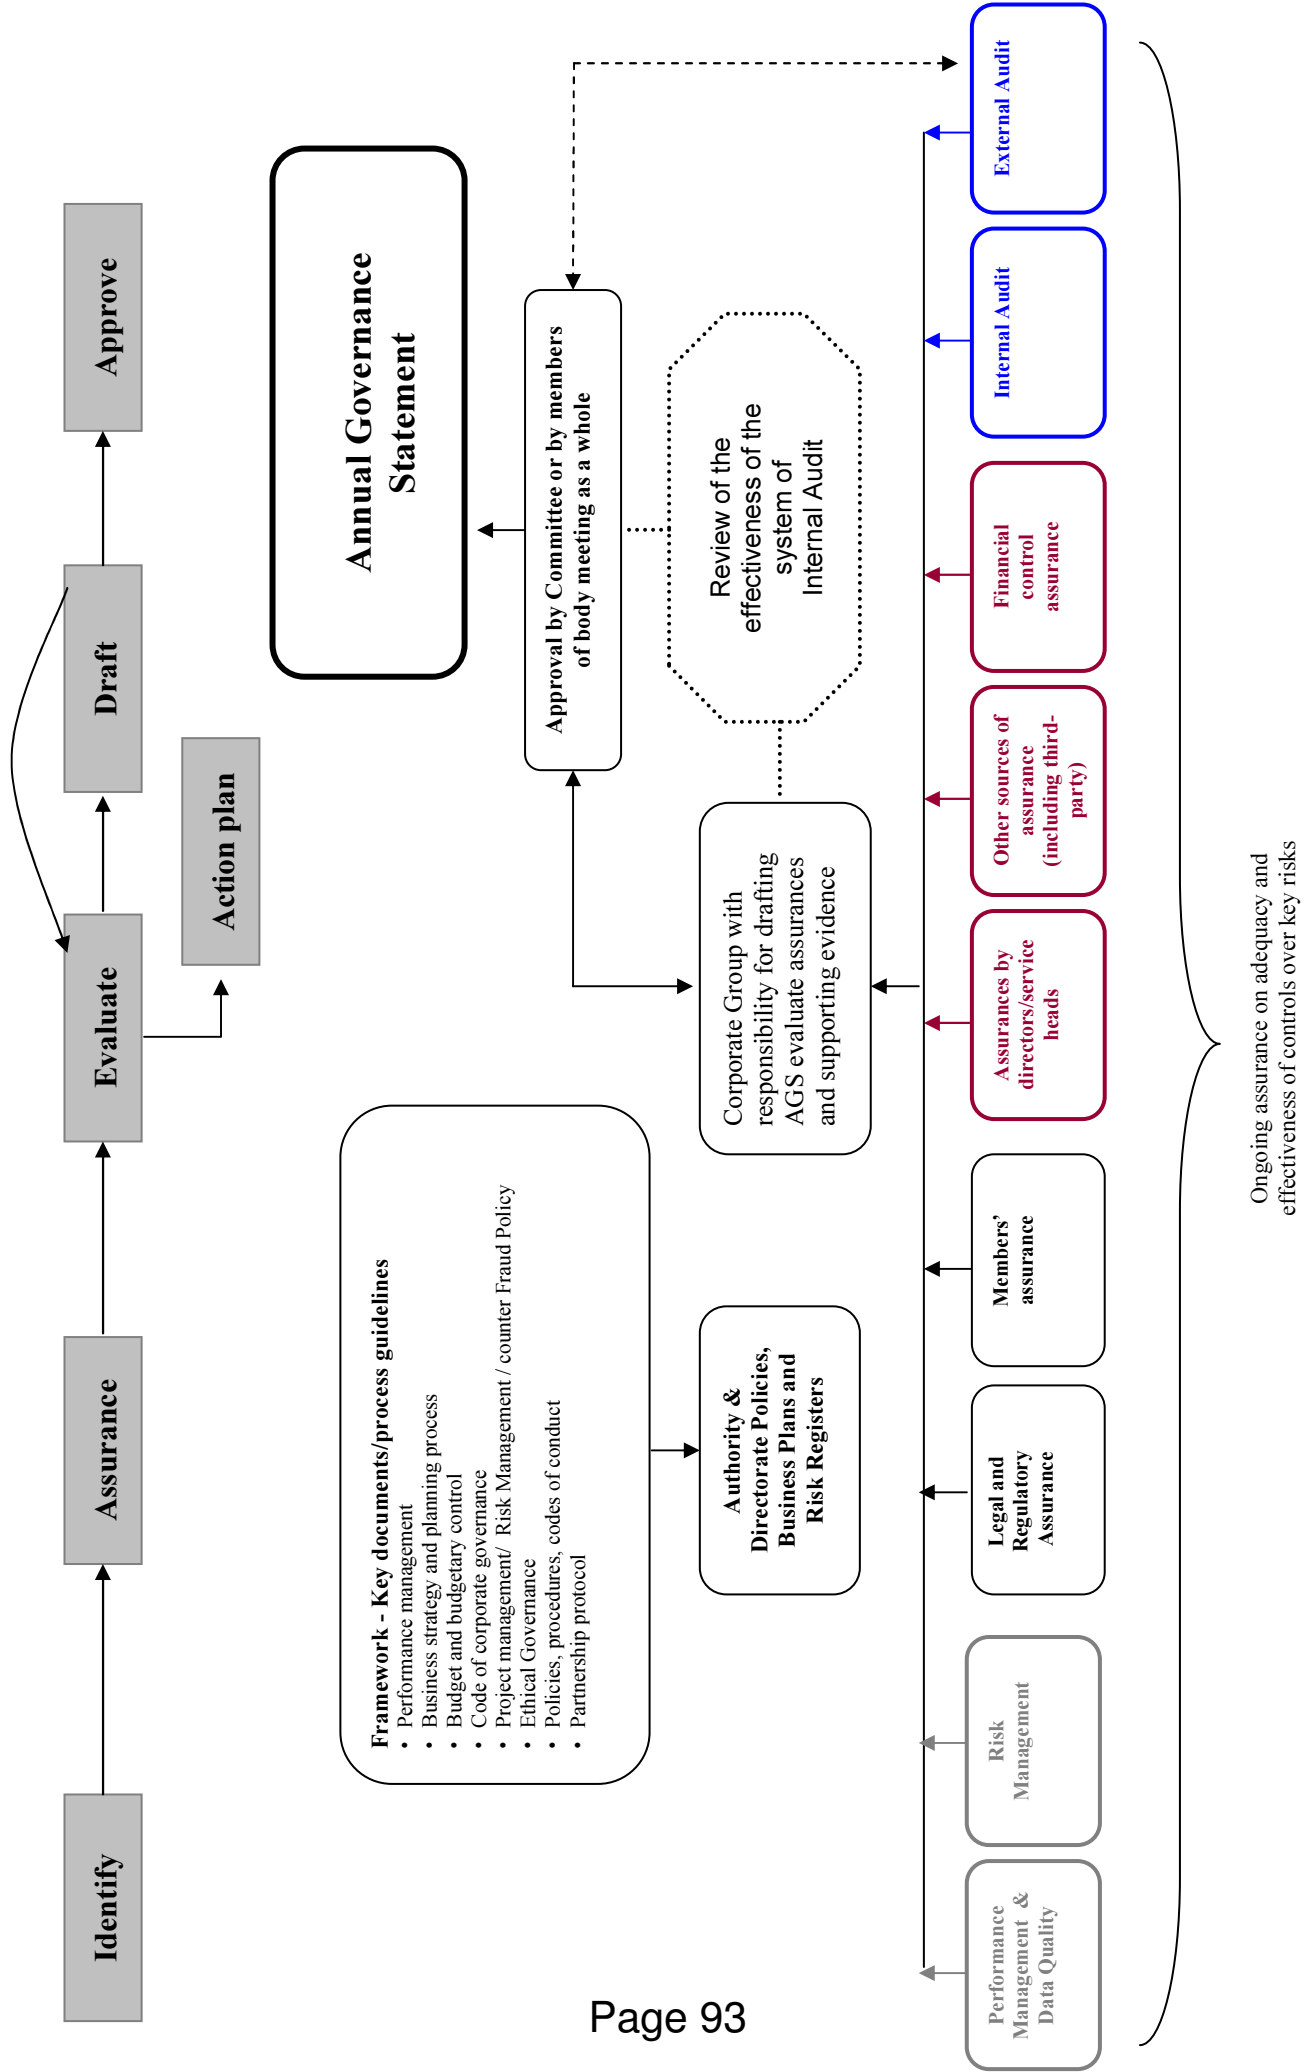 Identify
Assurance
Evaluate
Draft
Approve
Action plan
Annual Governance
Statement
Framework - Key documents/process guidelines
• Performance management
• Business strategy and planning process
• Budget and budgetary control
• Code of corporate governance
• Project management/ Risk Management / counter Fraud Policy
• Ethical Governance
• Policies, procedures, codes of conduct
• Partnership protocol
Approval by Committee or by members
of body meeting as a whole
Authority &
Directorate Policies,
Business Plans and
Risk Registers
Corporate Group with
responsibility for drafting
AGS evaluate assurances
and supporting evidence
Review of the
effectiveness of the
system of
Internal Audit
Performance
Management &
Data Quality
Risk
Management
Legal and
Regulatory
Assurance
Members’
assurance
Assurances by
directors/service
heads
Other sources of
assurance
(including third-
party)
Financial
control
assurance
Internal Audit
External Audit
Ongoing assurance on adequacy and
effectiveness of controls over key risks
Page 93